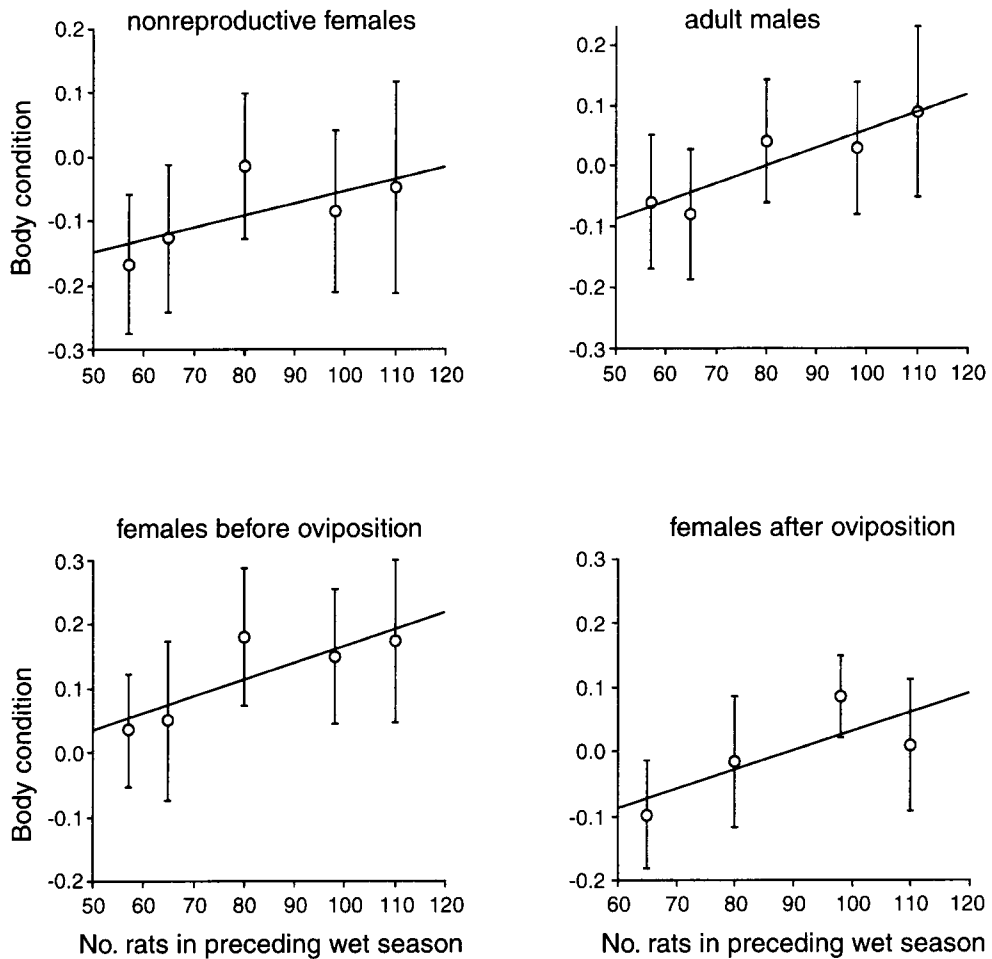 nonreproductive females
0.2
0.1
0.0
-0.1
-0.2
-0.3
Body condition
50 60 70 80 90 100 110 120
adult males
0.2
0.1
0.0
-0.1
-0.2
-0.3
50 60 70 80 90 100 110 120
females before oviposition
0.3
0.2
0.1
0.0
-0.1
-0.2
Body condition
50 60 70 80 90 100 110 120
No. rats in preceding wet season
females after oviposition
0.3
0.2
0.1
0.0
-0.1
-0.2
60 70 80 90 100 110 120
No. rats in preceding wet season